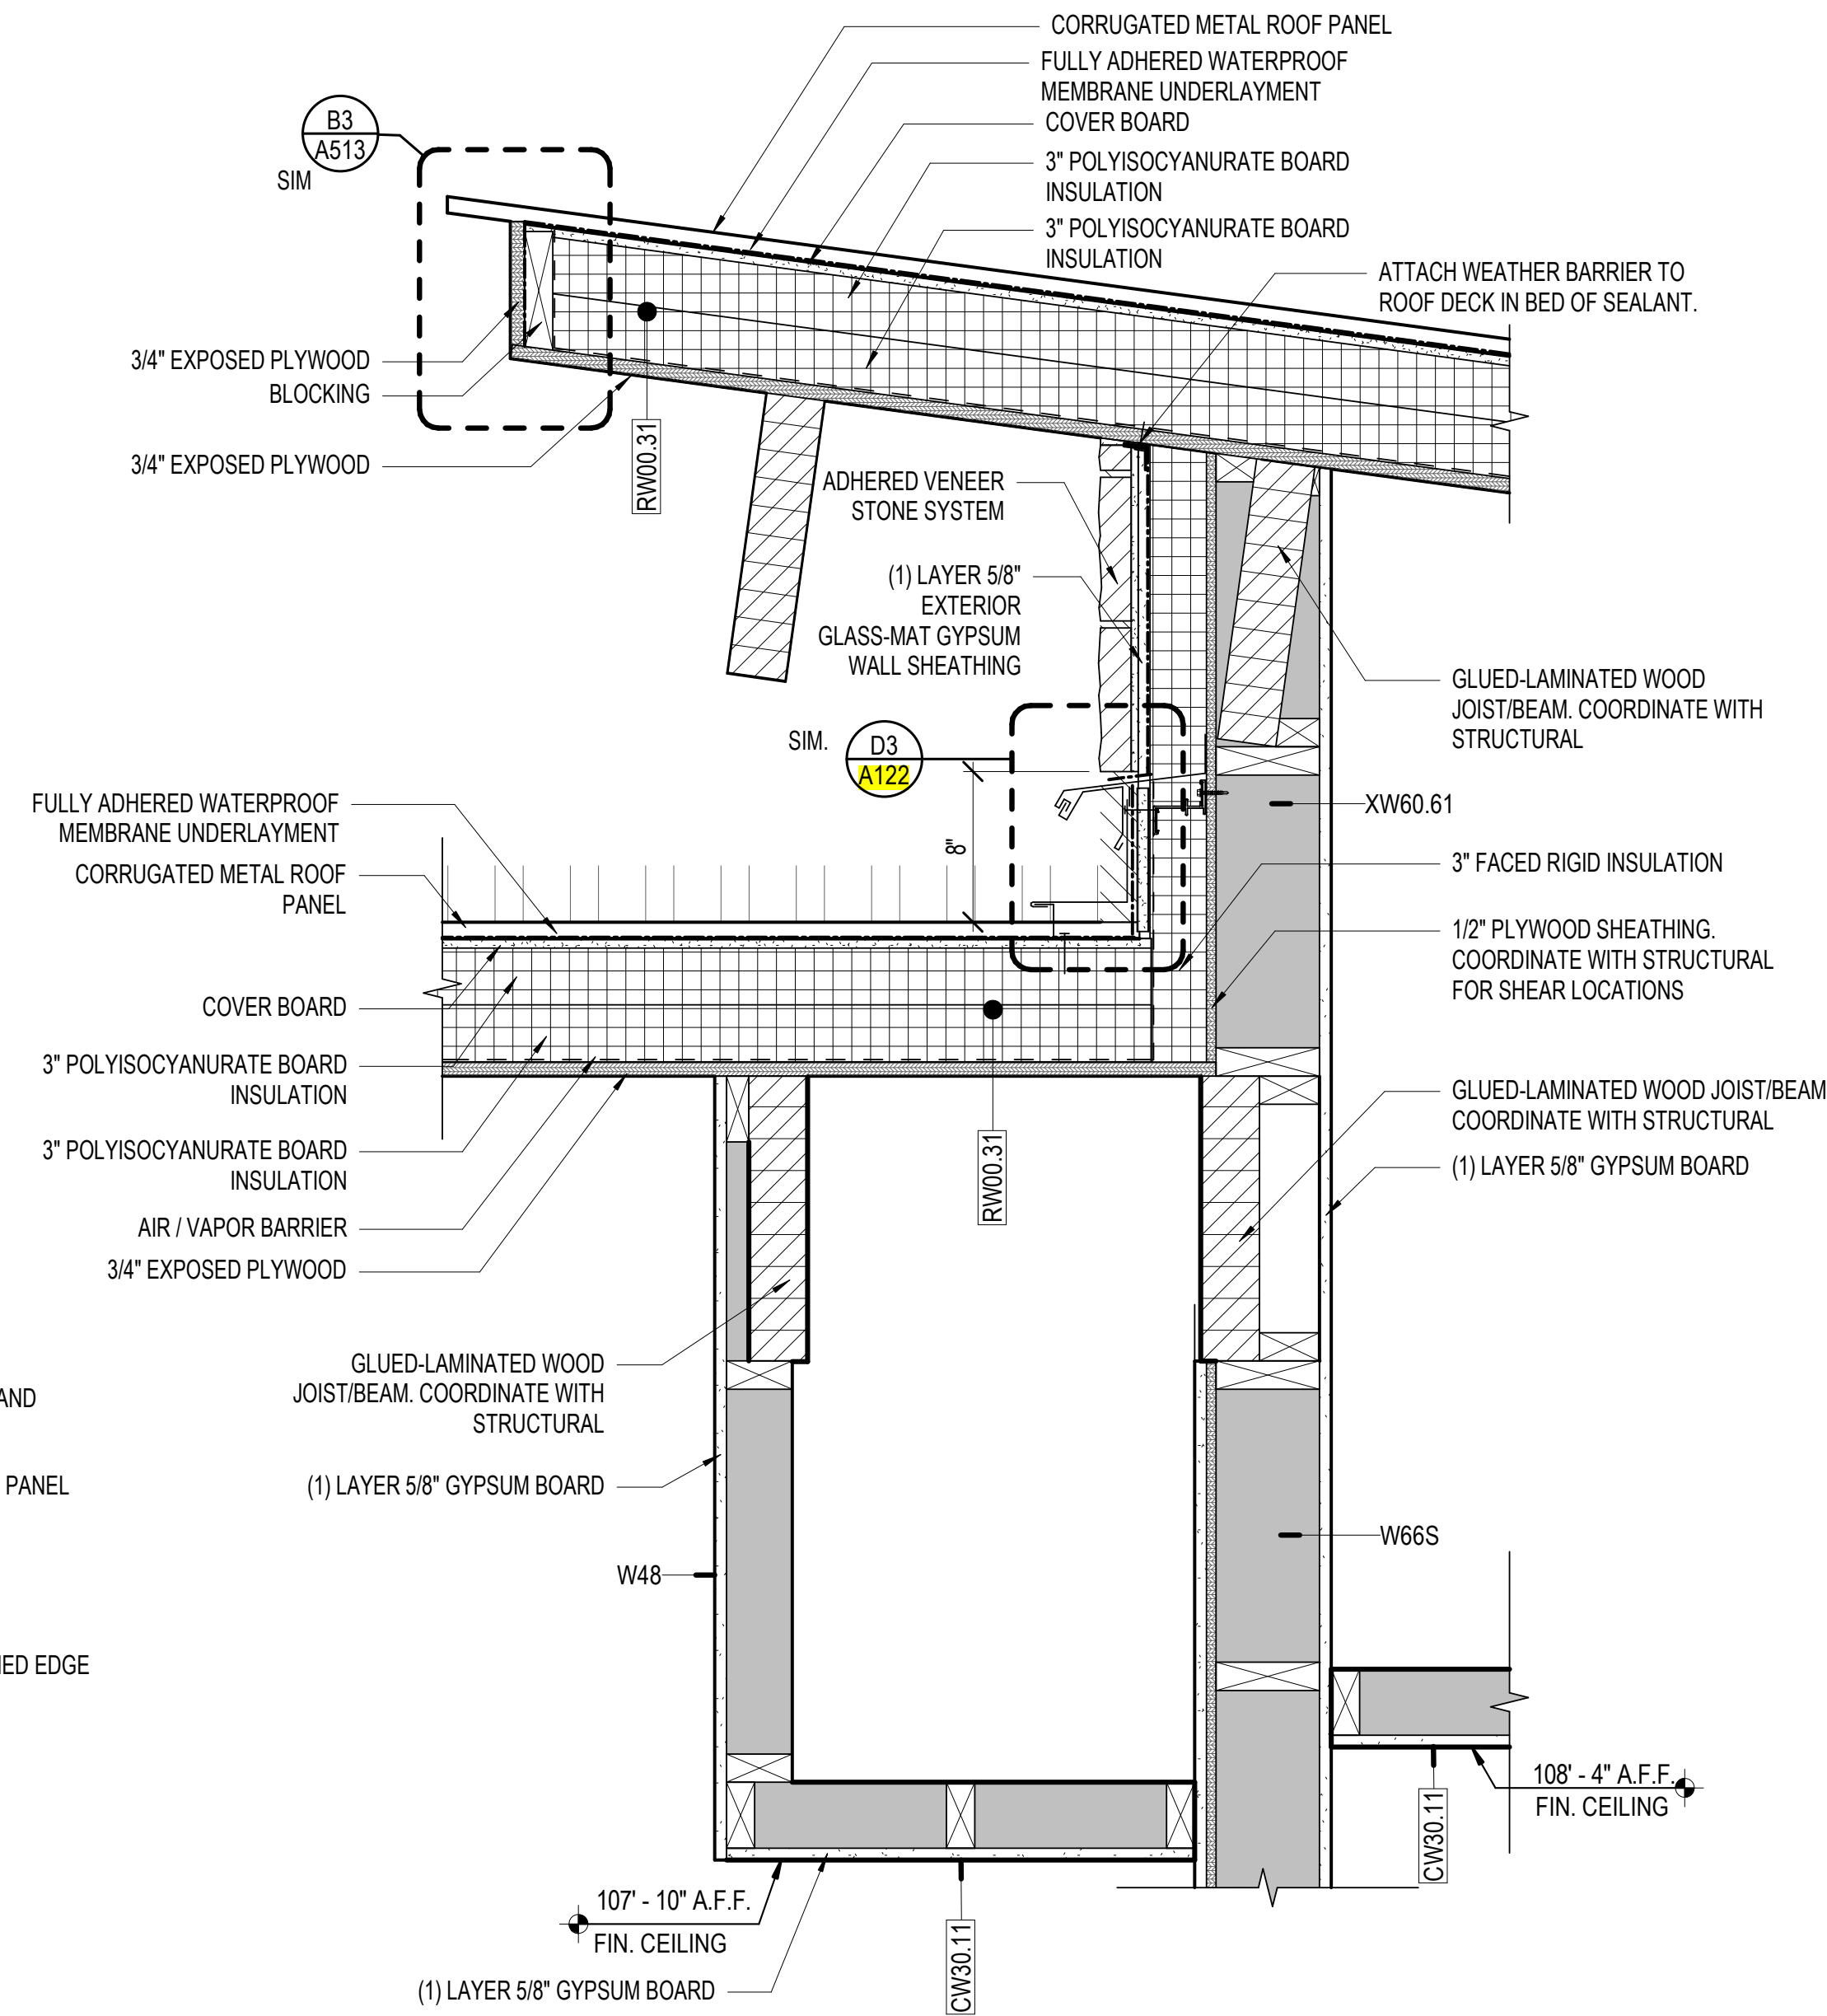 CORRUGATED METAL ROOF PANEL
FULLY ADHERED WATERPROOF
MEMBRANE UNDERLAYMENT
COVER BOARD
3" POLYISOCYANURATE BOARD
INSULATION
3" POLYISOCYANURATE BOARD
INSULATION
ATTACH WEATHER BARRIER TO
ROOF DECK IN BED OF SEALANT.
B3
A513
SIM
3/4" EXPOSED PLYWOOD
BLOCKING
3/4" EXPOSED PLYWOOD
RW00.31
ADHERED VENEER
STONE SYSTEM
(1) LAYER 5/8"
EXTERIOR
GLASS-MAT GYPSUM
WALL SHEATHING
GLUED-LAMINATED WOOD
JOIST/BEAM. COORDINATE WITH
STRUCTURAL
SIM.
D3
A122
8"
XW60.61
3" FACED RIGID INSULATION
1/2" PLYWOOD SHEATHING.
COORDINATE WITH STRUCTURAL
FOR SHEAR LOCATIONS
FULLY ADHERED WATERPROOF
MEMBRANE UNDERLAYMENT
CORRUGATED METAL ROOF
PANEL
COVER BOARD
3" POLYISOCYANURATE BOARD
INSULATION
3" POLYISOCYANURATE BOARD
INSULATION
AIR / VAPOR BARRIER
3/4" EXPOSED PLYWOOD
RW00.31
GLUED-LAMINATED WOOD JOIST/BEAM
COORDINATE WITH STRUCTURAL
(1) LAYER 5/8" GYPSUM BOARD
GLUED-LAMINATED WOOD
JOIST/BEAM. COORDINATE WITH
STRUCTURAL
AND
PANEL
(1) LAYER 5/8" GYPSUM BOARD
W48
W66S
EDGE
108' - 4" A.F.F.
FIN. CEILING
CW30.11
107' - 10" A.F.F.
FIN. CEILING
CW30.11
(1) LAYER 5/8" GYPSUM BOARD